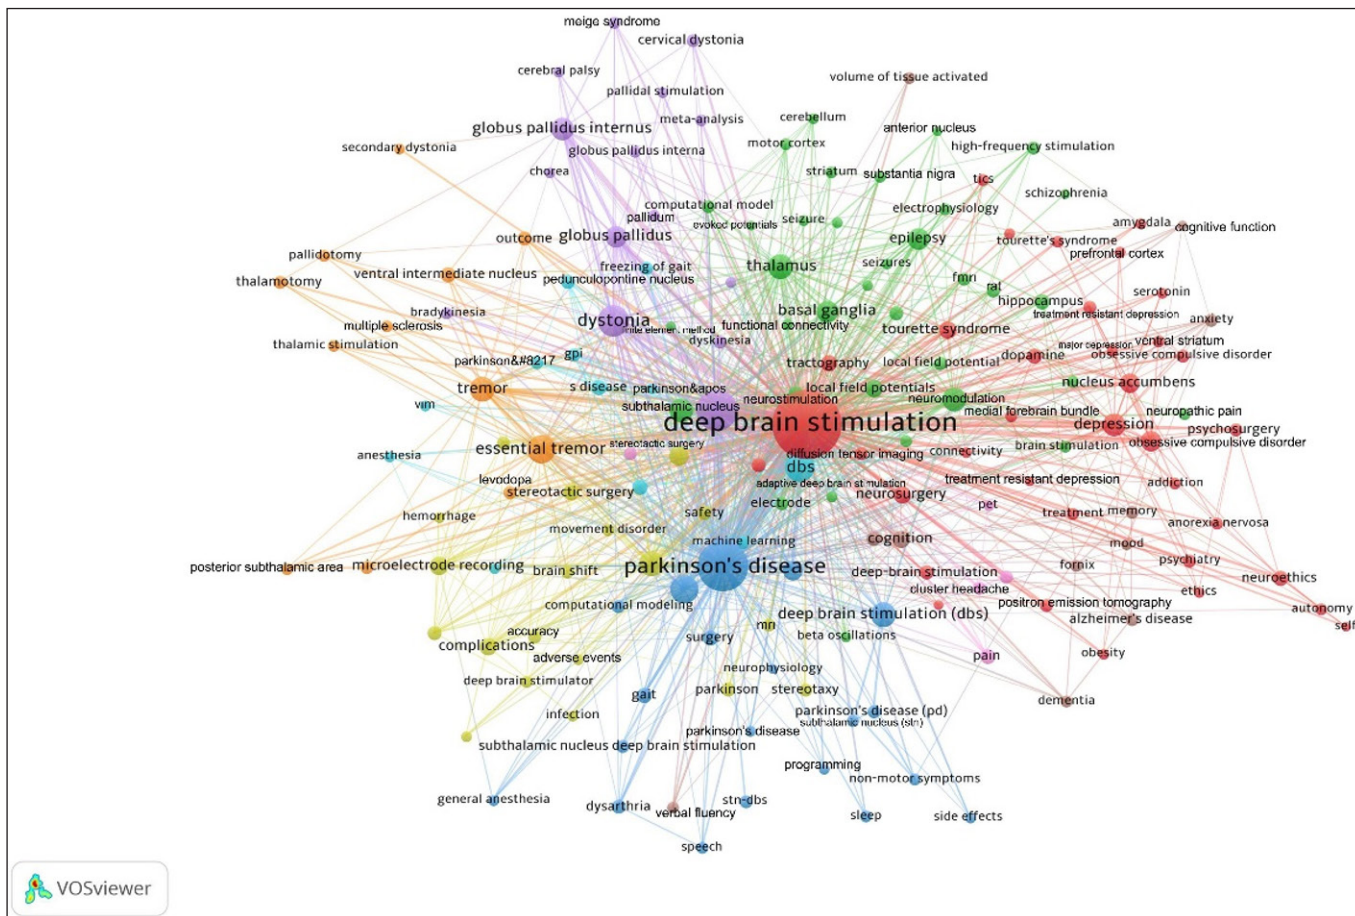 meige syndrome
cervical dystonia
cerebral palsy
volume of tissue activated
pallidal stimulation
globus pallidus internus
meta-analysis
cerebellum
anterior nucleus
secondary dystonia
globus pallidus interna
motor cortex
high-frequency stimulation
chorea
striatum
substantia nigra
tics
schizophrenia
computational model
pallidum
evoked potentials
seizure
electrophysiology
amygdala
cognitive function
outcome
globus pallidus
epilepsy
tourette's syndrome
prefrontal cortex
pallidotomy
thalamotomy
ventral intermediate nucleus
freezing of gait
pedunculopontine nucleus
thalamus
seizures
fmri
rat
hippocampus
serotonin
bradykinesia
multiple sclerosis
dystonia
nite element method
functional connectivity
basal ganglia
tourette syndrome
treatment resistant depression
anxiety
thalamic stimulation
parkinson&#8217
gpi
dyskinesia
tractography
local field potential
dopamine
major depression
ventral striatum
obsessive compulsive disorder
tremor
s disease
parkinson&apos
local field potentials
nucleus accumbens
vim
subthalamic nucleus
neurostimulation
neuromodulation
medial forebrain bundle
neuropathic pain
deep brain stimulation
depression
psychosurgery
essential tremor
stereotactic surgery
brain stimulation
obsessive compulsive disorder
anesthesia
diffusion tensor imaging
connectivity
dbs
levodopa
stereotactic surgery
adaptive deep brain stimulation
neurosurgery
treatment resistant depression
addiction
electrode
pet
hemorrhage
movement disorder
safety
treatment
memory
anorexia nervosa
machine learning
cognition
mood
posterior subthalamic area
microelectrode recording
brain shift
parkinson's disease
deep-brain stimulation
fornix
psychiatry
neuroethics
cluster headache
ethics
computational modeling
deep brain stimulation (dbs)
positron emission tomography
autonomy
alzheimer's disease
self
complications
accuracy
surgery
mri
beta oscillations
adverse events
neurophysiology
pain
obesity
deep brain stimulator
gait
parkinson
stereotaxy
dementia
infection
parkinson's disease (pd)
subthalamic nucleus (stn)
parkinson's disease
subthalamic nucleus deep brain stimulation
programming
non-motor symptoms
general anesthesia
dysarthria
stn-dbs
verbal fluency
sleep
side effects
speech
VOSviewer